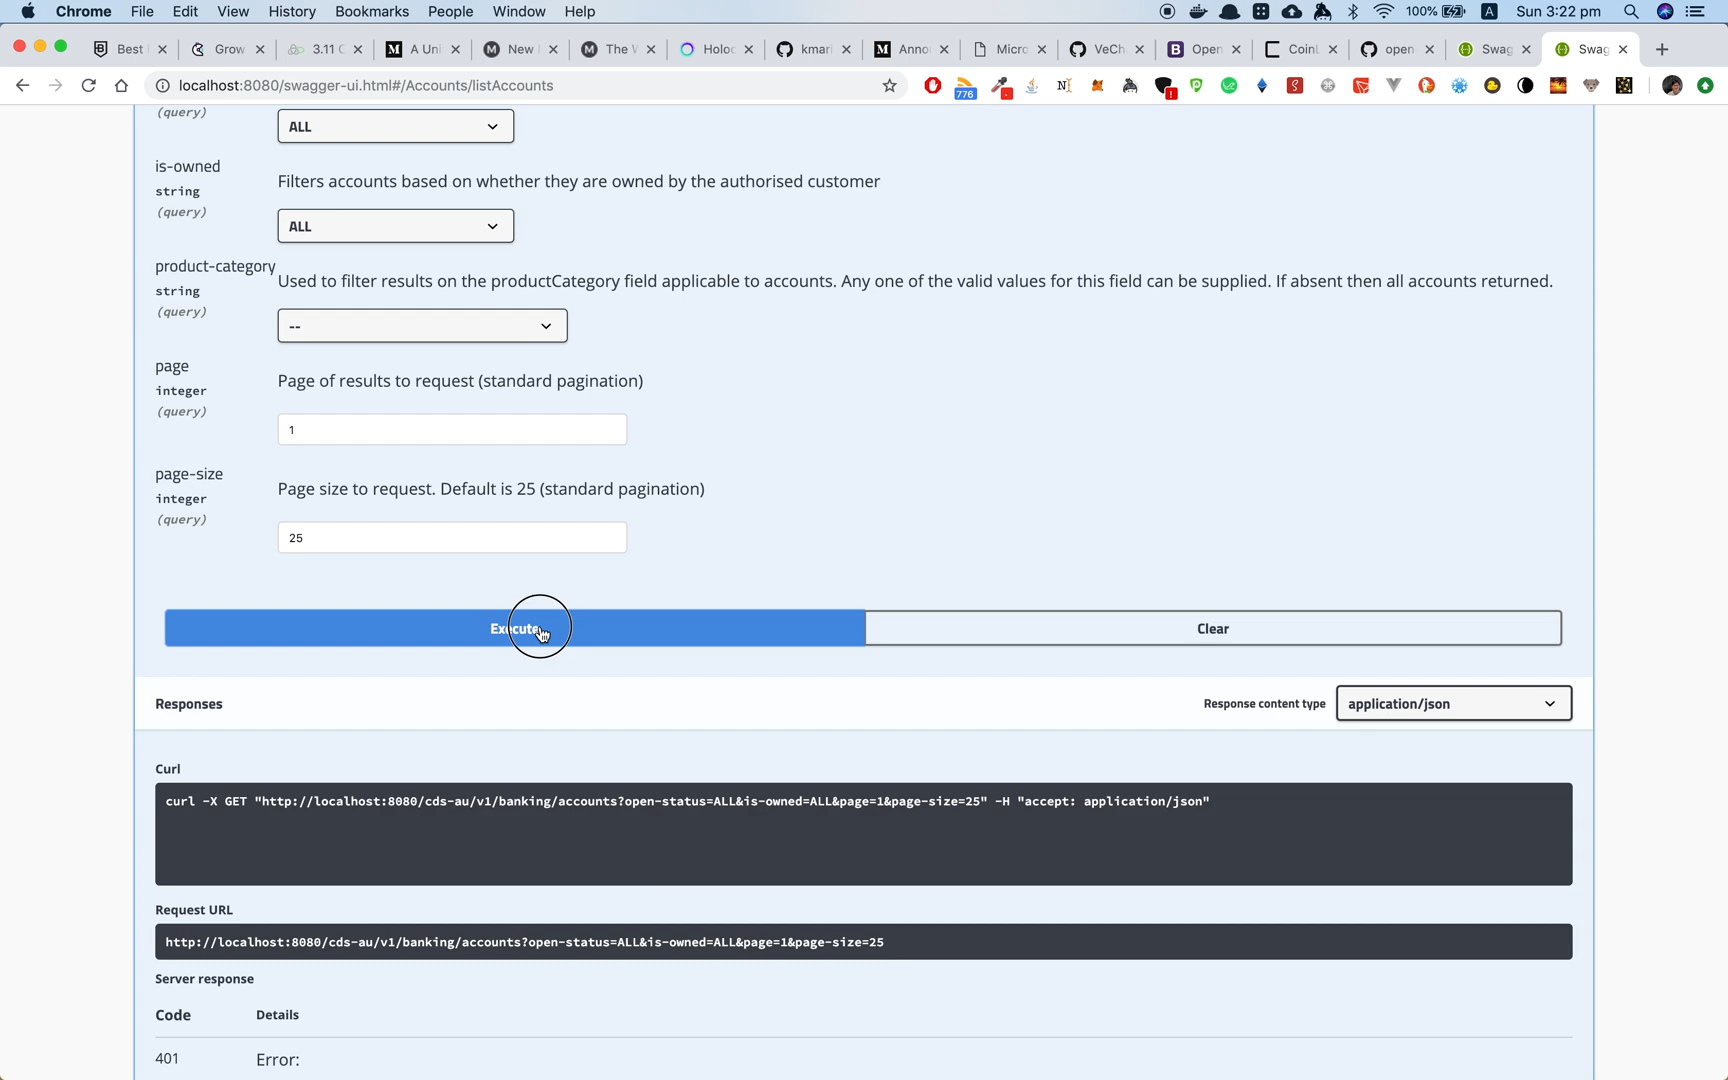 Chrome File Edit View History Bookmarks People Window Help 100% A Sun 3:22 pm
Best Grow 3.11 C A Uni New The W Holoc kmar Anno Micro VeCh Open CoinL open Swag Swag
localhost:8080/swagger-ui.html#/Accounts/listAccounts 776
(query)
ALL
is-owned
string
(query)
Filters accounts based on whether they are owned by the authorised customer
ALL
product-category
string
(query)
Used to filter results on the productCategory field applicable to accounts. Any one of the valid values for this field can be supplied. If absent then all accounts returned.
--
page
integer
(query)
Page of results to request (standard pagination)
1
page-size
integer
(query)
Page size to request. Default is 25 (standard pagination)
25
Execute
Clear
Responses
Response content type
application/json
Curl
curl -X GET "http://localhost:8080/cds-au/v1/banking/accounts?open-status=ALL&is-owned=ALL&page=1&page-size=25" -H "accept: application/json"
Request URL
http://localhost:8080/cds-au/v1/banking/accounts?open-status=ALL&is-owned=ALL&page=1&page-size=25
Server response
Code Details
401 Error: